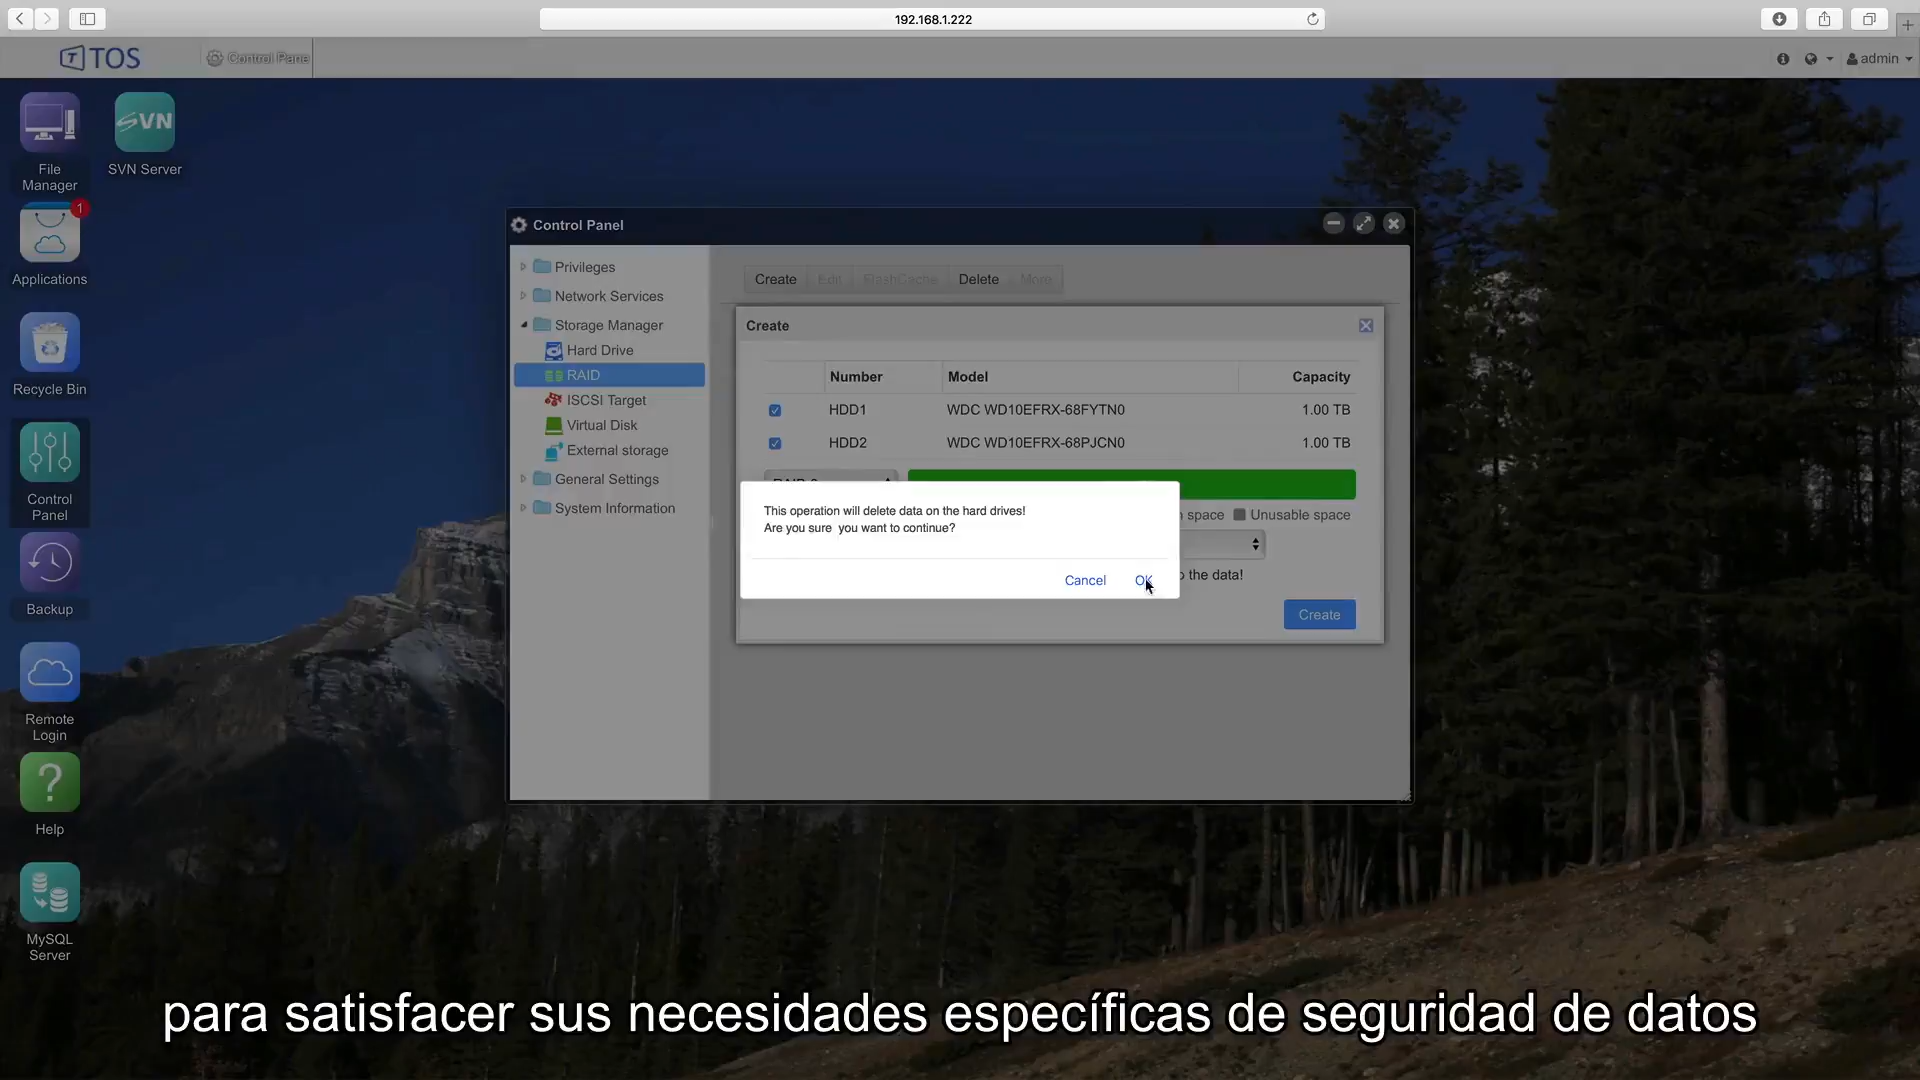 192.168.1.222
TOS
Control Pane
admin
File
Manager
SVN
SVN Server
1
Applications
Recycle Bin
Control
Panel
Backup
Remote
Login
?
Help
MySQL
Server
Control Panel
Privileges
Network Services
Storage Manager
Hard Drive
RAID
ISCSI Target
Virtual Disk
External storage
General Settings
System Information
Create Edit FlashCache Delete More
Create
Number Model Capacity
HDD1 WDC WD10EFRX-68FYTN0 1.00 TB
HDD2 WDC WD10EFRX-68PJCN0 1.00 TB
space Unusable space
the data!
Create
This operation will delete data on the hard drives!
Are you sure you want to continue?
Cancel OK
para satisfacer sus necesidades específicas de seguridad de datos